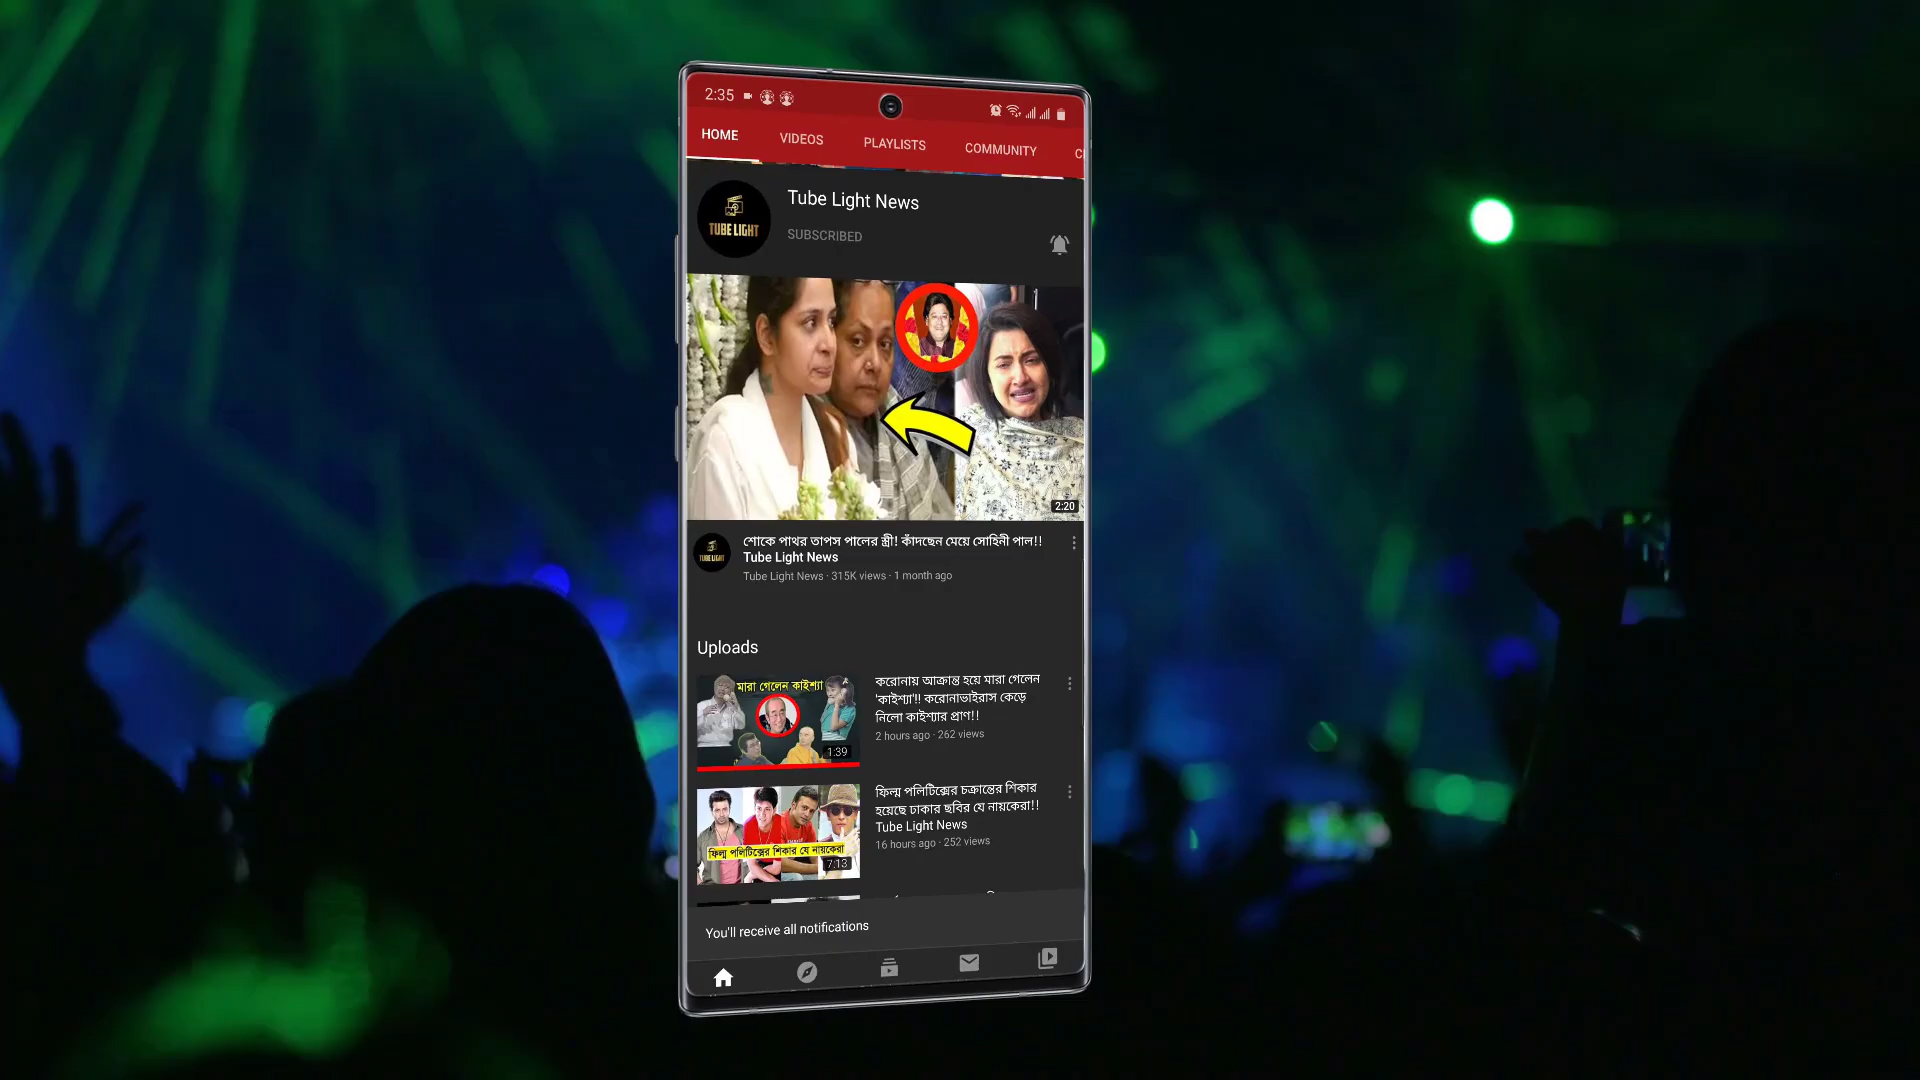 2:35
HOME VIDEOS PLAYLISTS COMMUNITY
TUBE LIGHT
Tube Light News
SUBSCRIBED
2:20
TUBE LIGHT
শোকে পাথর তাপস পালের স্ত্রী! কাঁদছেন মেয়ে সোহিনী পাল!!
Tube Light News
Tube Light News · 315K views · 1 month ago
Uploads
মারা গেলেন কাইশ্যা
1:39
করোনায় আক্রান্ত হয়ে মারা গেলেন
'কাইশ্যা'!! করোনাভাইরাস কেড়ে
নিলো কাইশ্যার প্রাণ!!
2 hours ago · 262 views
ফিল্ম পলিটিক্সের শিকার যে নায়কেরা
7:13
ফিল্ম পলিটিক্সের চক্রান্তের শিকার
হয়েছে ঢাকার ছবির যে নায়কেরা!!
Tube Light News
16 hours ago · 252 views
You'll receive all notifications